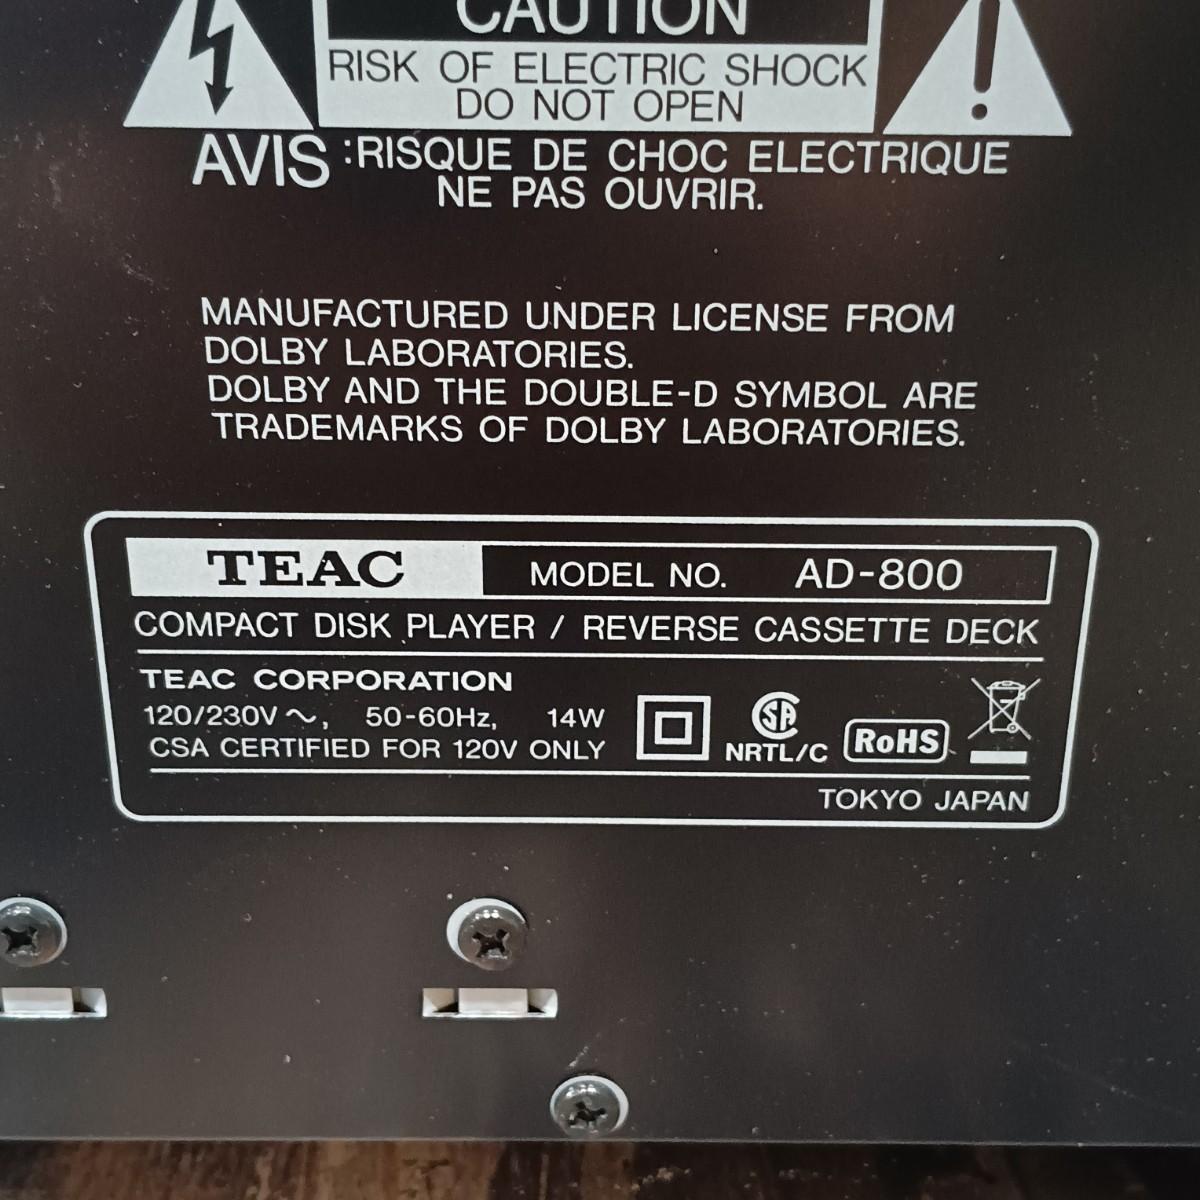 CAUTION
RISK OF ELECTRIC SHOCK
DO NOT OPEN
AVIS :RISQUE DE CHOC ELECTRIQUE
NE PAS OUVRIR.
MANUFACTURED UNDER LICENSE FROM
DOLBY LABORATORIES.
DOLBY AND THE DOUBLE-D SYMBOL ARE
TRADEMARKS OF DOLBY LABORATORIES.
TEAC MODEL NO. AD-800
COMPACT DISK PLAYER / REVERSE CASSETTE DECK
TEAC CORPORATION
120/230V ~, 50-60Hz, 14W
CSA CERTIFIED FOR 120V ONLY
SA
NRTL/C
RoHS
TOKYO JAPAN